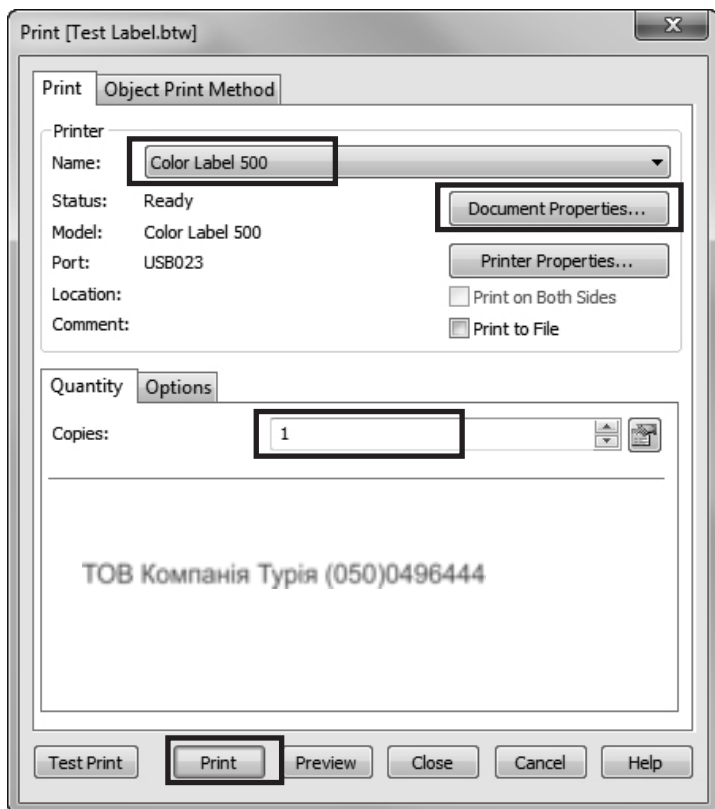 Print [Test Label.btw]
Print Object Print Method
Printer
Name: Color Label 500
Status: Ready
Document Properties...
Model: Color Label 500
Port: USB023
Printer Properties...
Location:
Print on Both Sides
Comment:
Print to File
Quantity Options
Copies: 1
ТОВ Компанія Турія (050)0496444
Test Print Print Preview Close Cancel Help